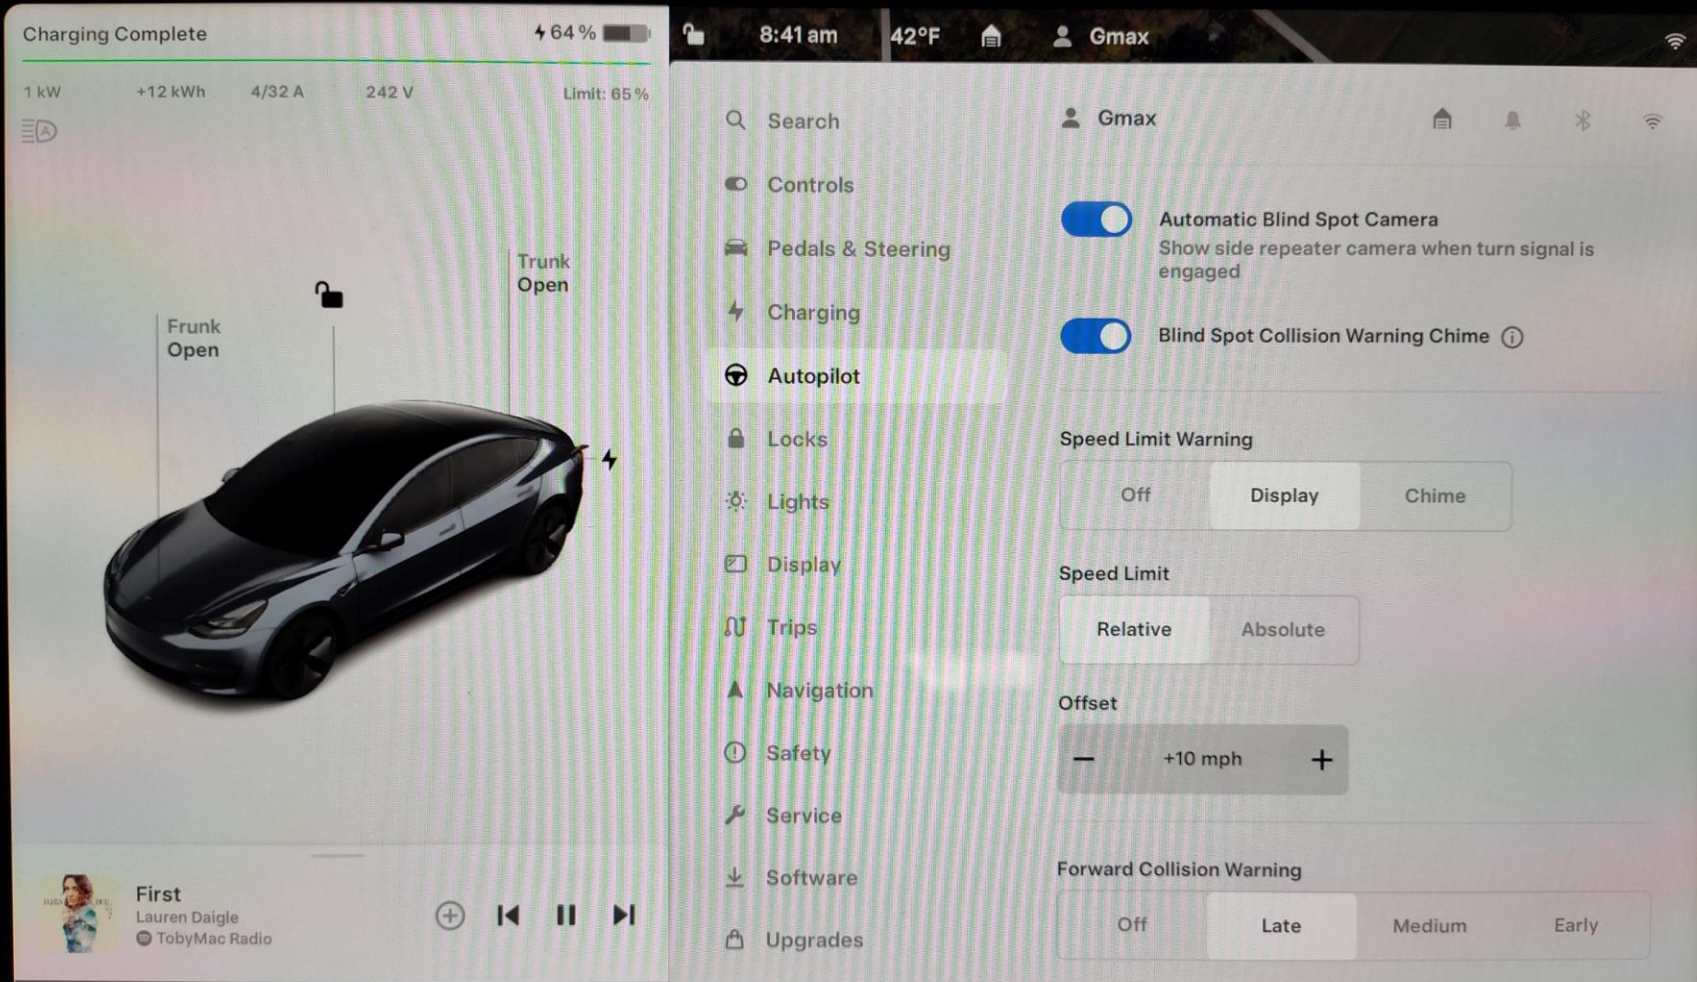 Charging Complete
64%
1 kW +12 kWh 4/32 A 242 V Limit: 65%
A
Trunk
Open
Frunk
Open
First
Lauren Daigle
TobyMac Radio
8:41 am 42°F Gmax
Search
Controls
Pedals & Steering
Charging
Autopilot
Locks
Lights
Display
Trips
Navigation
Safety
Service
Software
Upgrades
Gmax
Automatic Blind Spot Camera
Show side repeater camera when turn signal is
engaged
Blind Spot Collision Warning Chime
Speed Limit Warning
Off Display Chime
Speed Limit
Relative Absolute
Offset
+10 mph
Forward Collision Warning
Off Late Medium Early